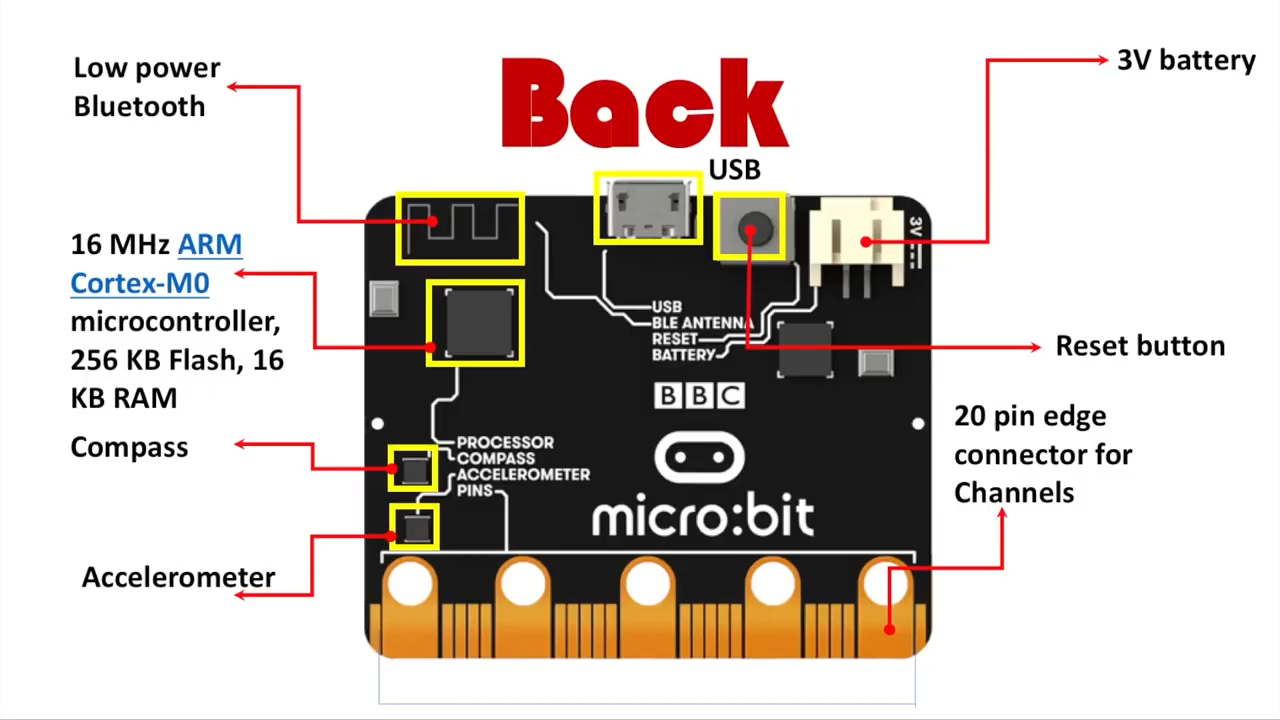 Back
Low power
Bluetooth
3V battery
USB
16 MHz ARM
Cortex-M0
microcontroller,
256 KB Flash, 16
KB RAM
3V
USB
BLE ANTENNA
RESET
BATTERY
Reset button
BBC
Compass
PROCESSOR
COMPASS
ACCELEROMETER
PINS
20 pin edge
connector for
Channels
micro:bit
Accelerometer